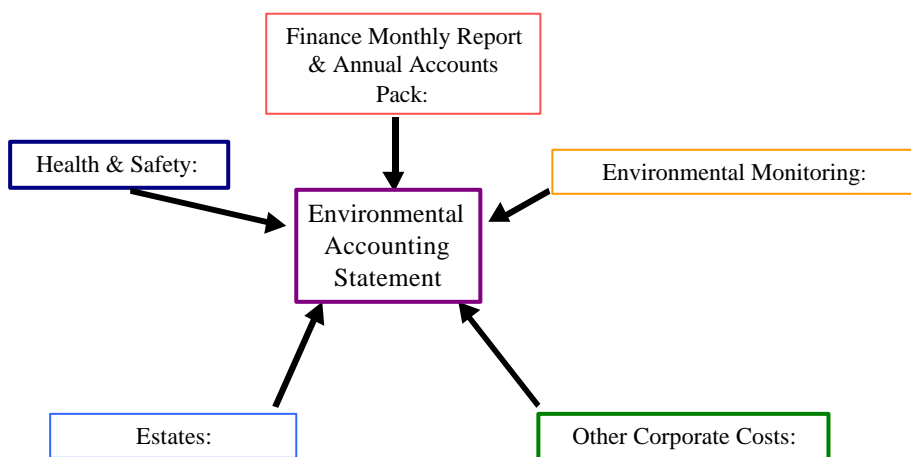 Finance Monthly Report
& Annual Accounts
Pack:
Health & Safety:
Environmental Monitoring:
Environmental
Accounting
Statement
Estates:
Other Corporate Costs: